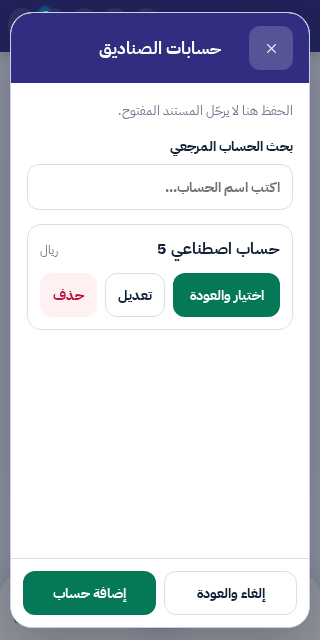 حسابات الصناديق
×
الحفظ هنا لا يرحّل المستند المفتوح.
بحث الحساب المرجعي
اكتب اسم الحساب...
حساب اصطناعي 5
ريال
اختيار والعودة
تعديل
حذف
إلغاء والعودة
إضافة حساب